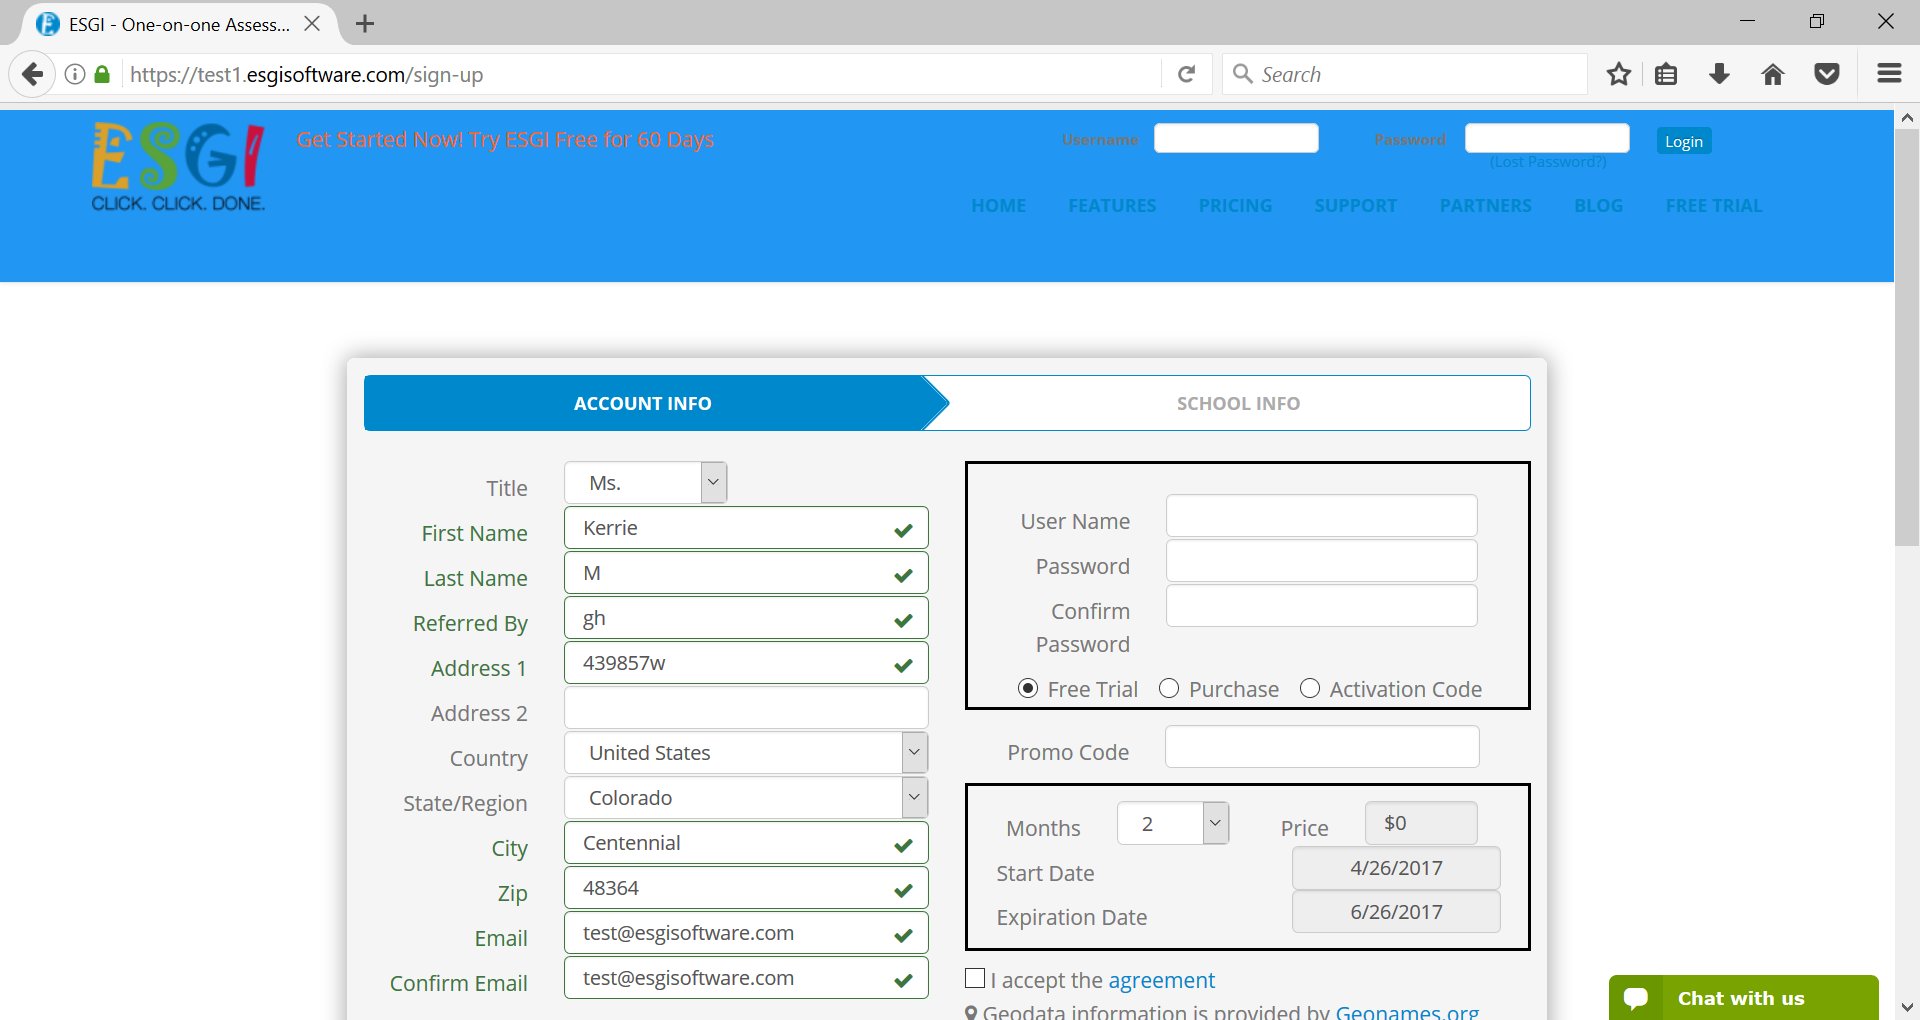 ESGI - One-on-one Assess...
https://test1.esgisoftware.com/sign-up
Search
ESGI
CLICK. CLICK. DONE.
Get Started Now! Try ESGI Free for 60 Days
Username
Password
Login
(Lost Password?)
HOME FEATURES PRICING SUPPORT PARTNERS BLOG FREE TRIAL
ACCOUNT INFO
SCHOOL INFO
Title Ms.
First Name Kerrie
Last Name M
Referred By gh
Address 1 439857w
Address 2
Country United States
State/Region Colorado
City Centennial
Zip 48364
Email test@esgisoftware.com
Confirm Email test@esgisoftware.com
User Name
Password
Confirm
Password
Free Trial Purchase Activation Code
Promo Code
Months 2 Price $0
Start Date 4/26/2017
Expiration Date 6/26/2017
I accept the agreement
Geodata information is provided by Geonames.org
Chat with us